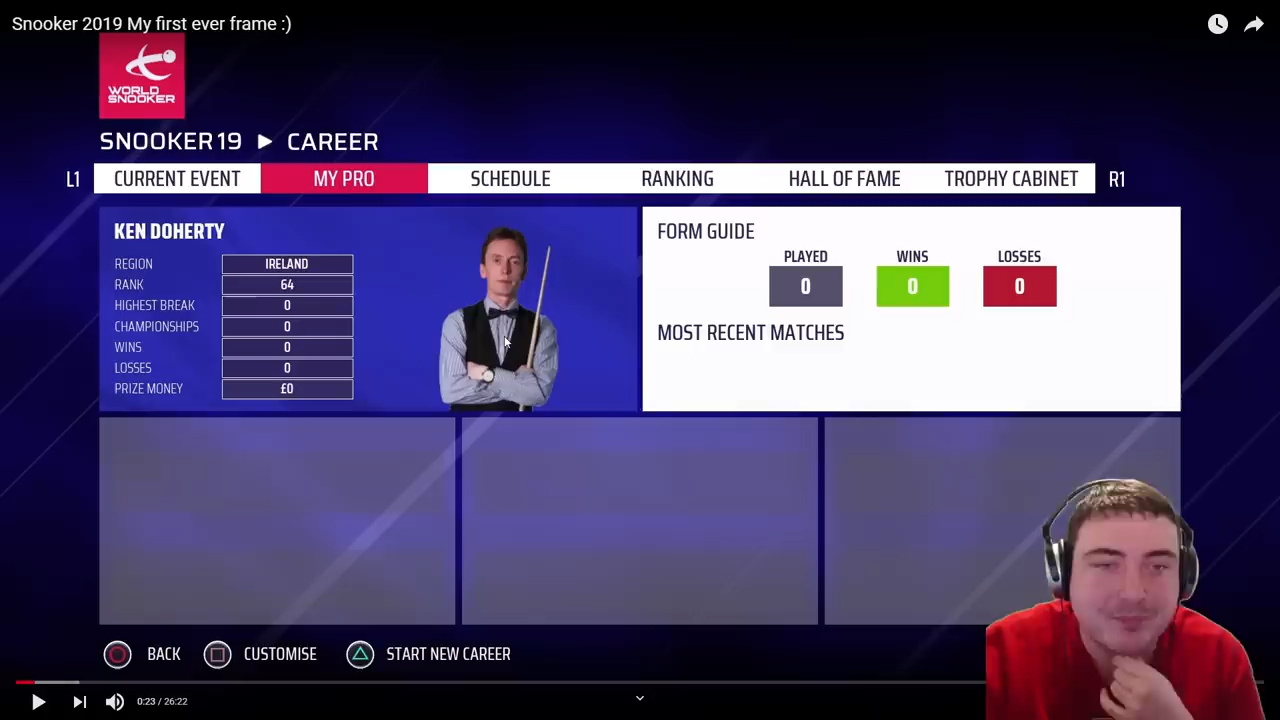 Snooker 2019 My first ever frame :)
WORLD
SNOOKER
SNOOKER 19 ► CAREER
L1 CURRENT EVENT MY PRO SCHEDULE RANKING HALL OF FAME TROPHY CABINET R1
KEN DOHERTY
REGION IRELAND
RANK 64
HIGHEST BREAK 0
CHAMPIONSHIPS 0
WINS 0
LOSSES 0
PRIZE MONEY £0
FORM GUIDE
PLAYED WINS LOSSES
0 0 0
MOST RECENT MATCHES
BACK CUSTOMISE START NEW CAREER
0:23 / 26:22